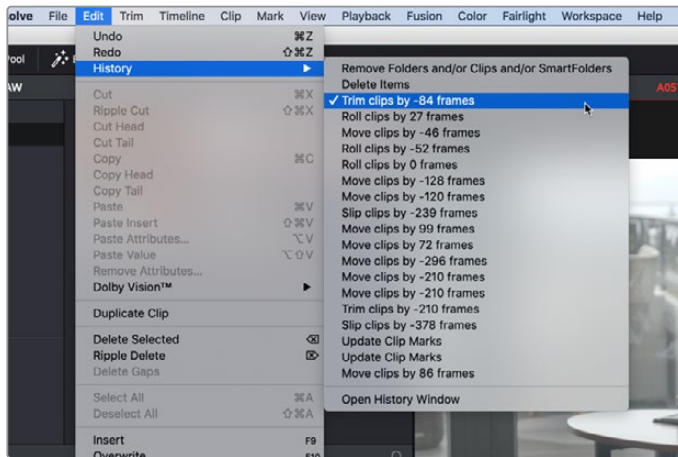 olve File Edit Trim Timeline Clip Mark View Playback Fusion Color Fairlight Workspace Help
Undo ⌘Z
Redo ⇧⌘Z
History ▶
Cut ⌘X
Ripple Cut ⇧⌘X
Cut Head
Cut Tail
Copy ⌘C
Copy Head
Copy Tail
Paste ⌘V
Paste Insert ⇧⌘V
Paste Attributes... ⌥V
Paste Value ⌥⇧V
Remove Attributes...
Dolby Vision™ ▶
Duplicate Clip
Delete Selected ⌫
Ripple Delete ⌦
Delete Gaps
Select All ⌘A
Deselect All ⇧⌘A
Insert F9
Overwrite F10
Remove Folders and/or Clips and/or SmartFolders
Delete Items
✓ Trim clips by -84 frames
Roll clips by 27 frames
Move clips by -46 frames
Roll clips by -52 frames
Roll clips by 0 frames
Move clips by -128 frames
Move clips by -120 frames
Slip clips by -239 frames
Move clips by 99 frames
Move clips by 72 frames
Move clips by -296 frames
Move clips by -210 frames
Move clips by -210 frames
Trim clips by -210 frames
Slip clips by -378 frames
Update Clip Marks
Update Clip Marks
Move clips by 86 frames
Open History Window
ool
AW
A05